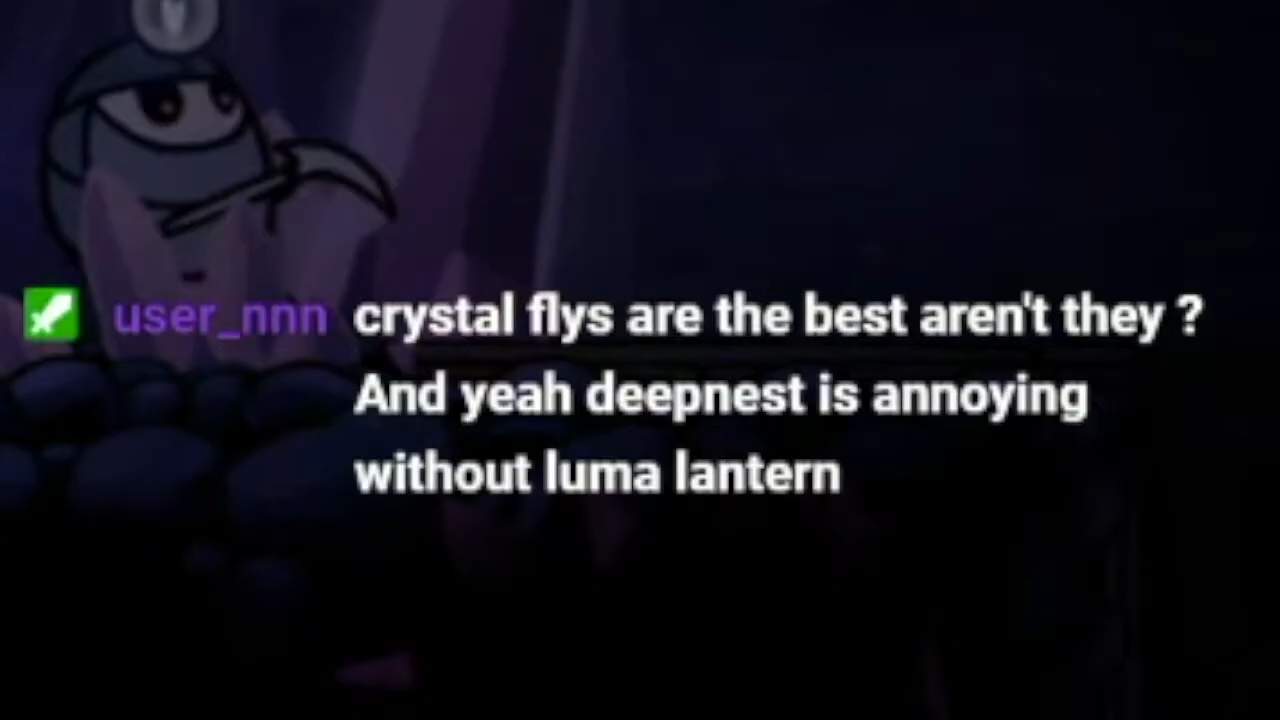 user_nnn crystal flys are the best aren't they ?
And yeah deepnest is annoying
without luma lantern